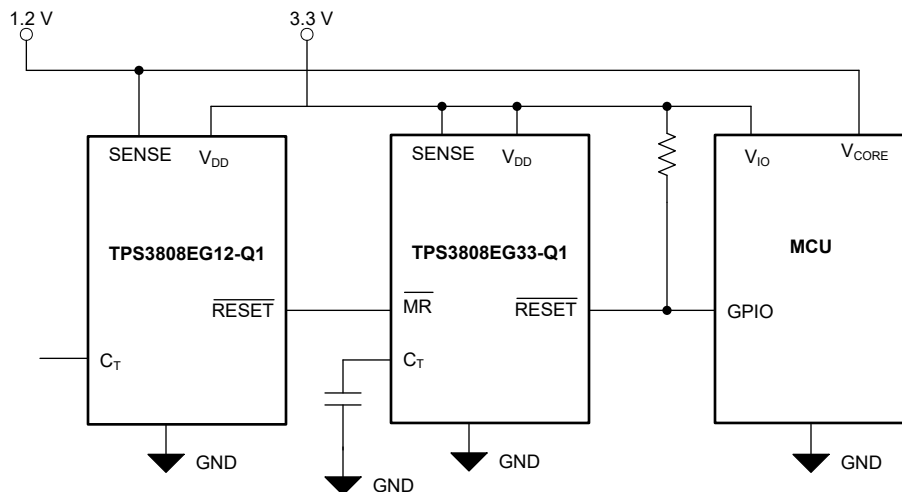 1.2 V
3.3 V
SENSE
VDD
TPS3808EG12-Q1
RESET
CT
GND
SENSE
VDD
TPS3808EG33-Q1
MR
RESET
CT
GND
GND
VIO
VCORE
MCU
GPIO
GND